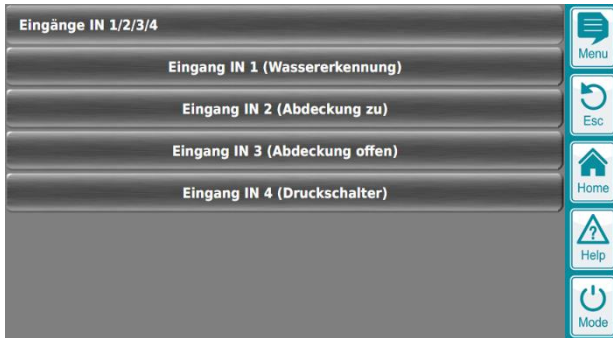 Eingänge IN 1/2/3/4
Eingang IN 1 (Wassererkennung)
Eingang IN 2 (Abdeckung zu)
Eingang IN 3 (Abdeckung offen)
Eingang IN 4 (Druckschalter)
Menu
Esc
Home
?
Help
Mode